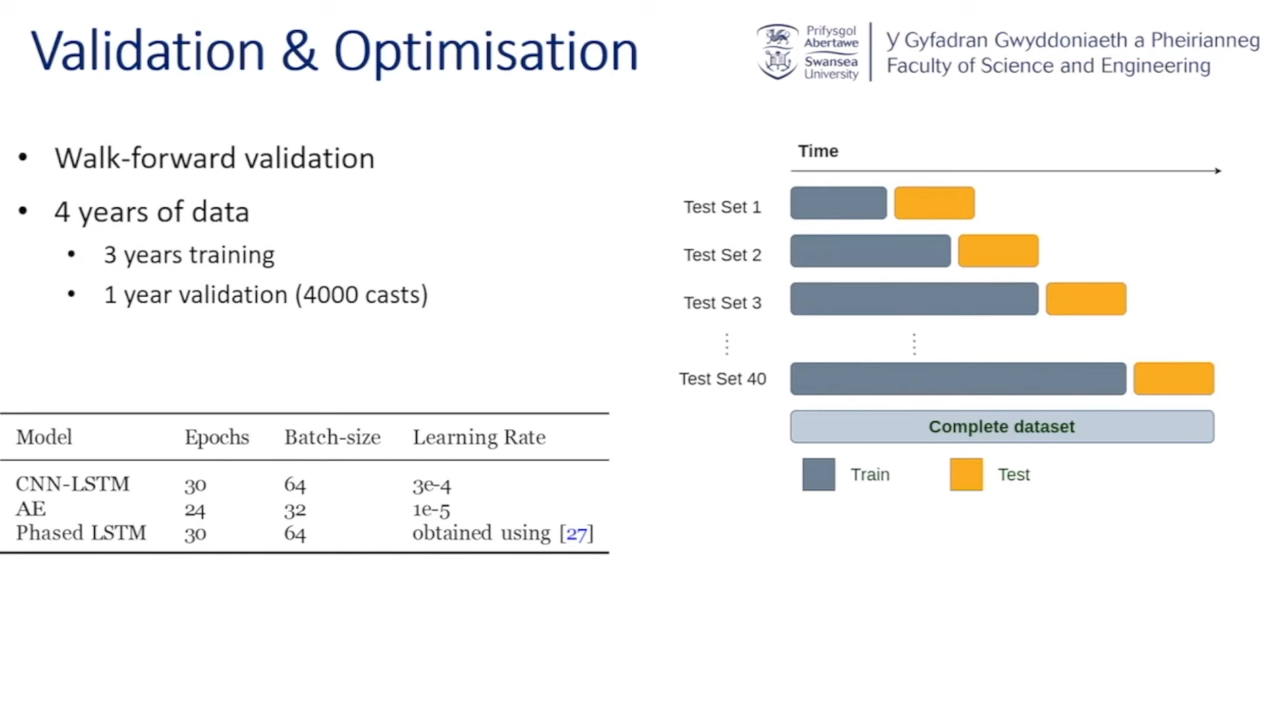 Validation & Optimisation
Prifysgol
Abertawe
Swansea
University
Y Gyfadran Gwyddoniaeth a Pheirianneg
Faculty of Science and Engineering
• Walk-forward validation
• 4 years of data
• 3 years training
• 1 year validation (4000 casts)
Model Epochs Batch-size Learning Rate
CNN-LSTM 30 64 3e-4
AE 24 32 1e-5
Phased LSTM 30 64 obtained using [27]
Time
Test Set 1
Test Set 2
Test Set 3
Test Set 40
Complete dataset
Train Test